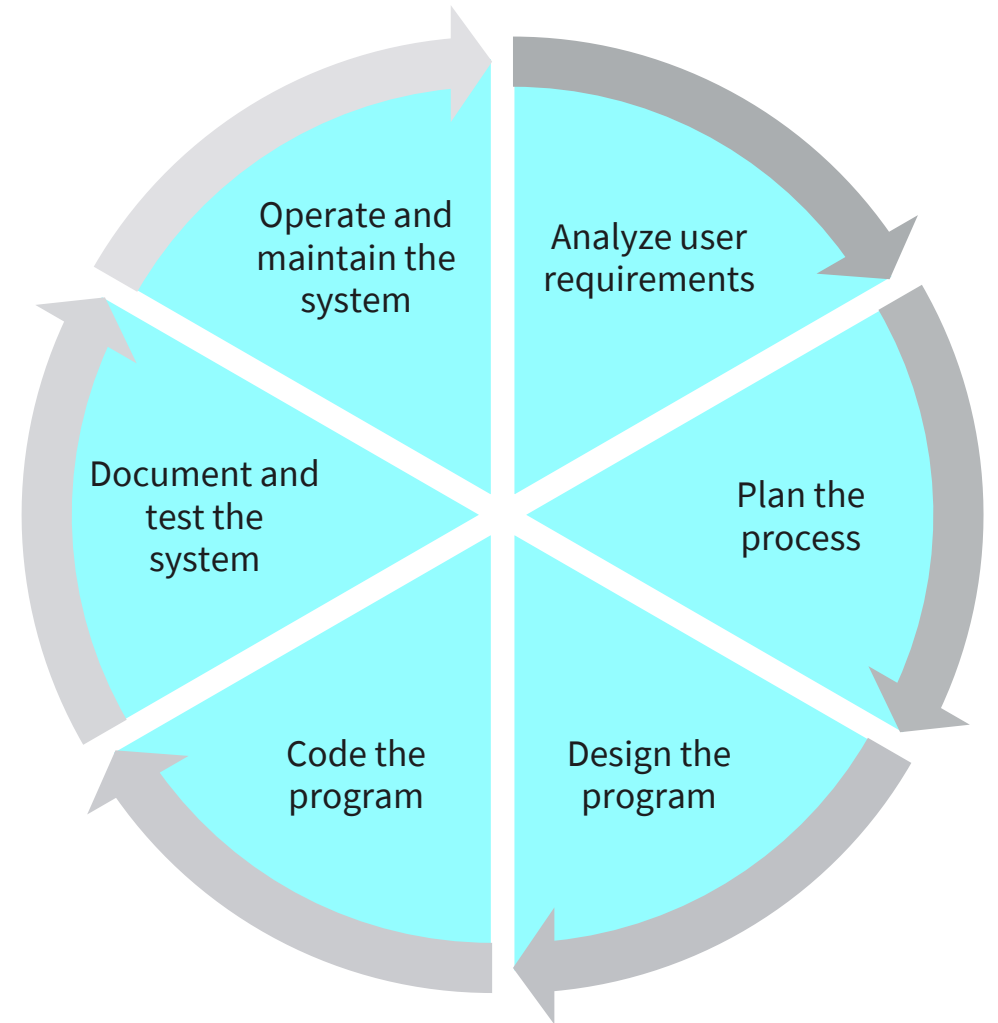 Analyze user
requirements
Plan the
process
Design the
program
Code the
program
Document and
test the
system
Operate and
maintain the
system